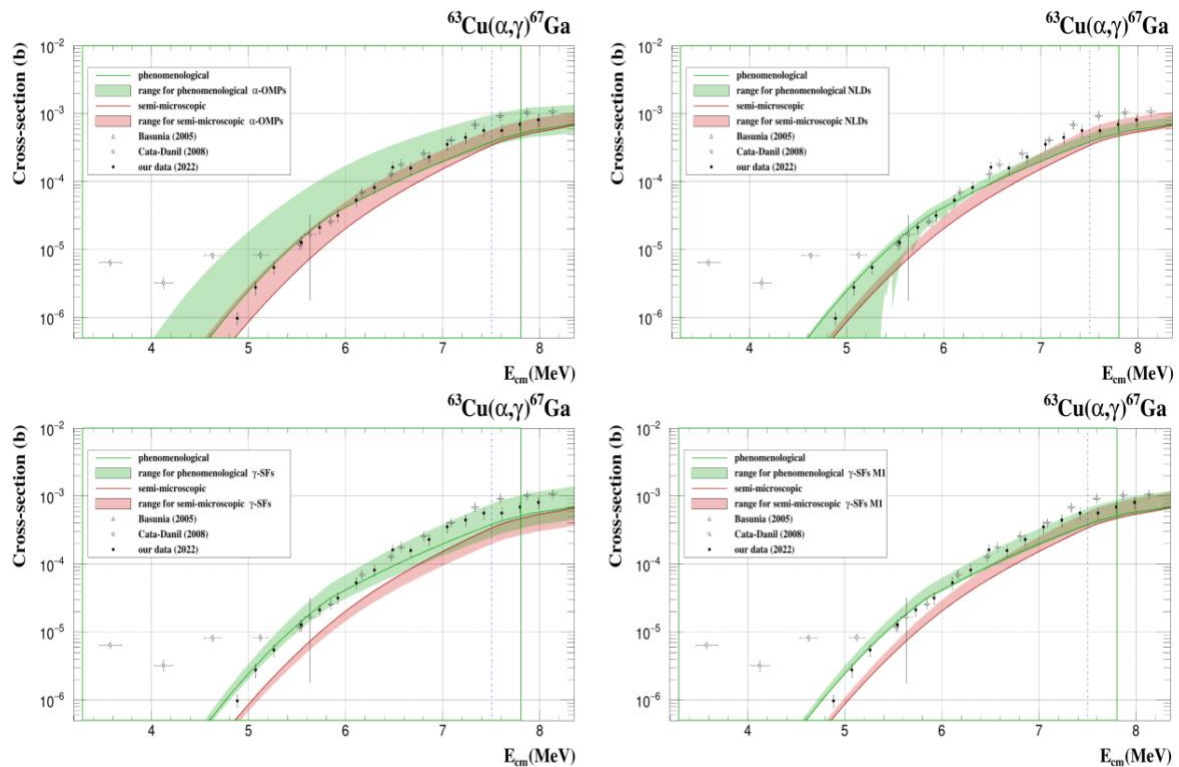 ⁶³Cu(α,γ)⁶⁷Ga
Cross-section (b)
10⁻²
10⁻³
10⁻⁴
10⁻⁵
10⁻⁶
phenomenological
range for phenomenological α-OMPs
semi-microscopic
range for semi-microscopic α-OMPs
Basunia (2005)
Cata-Danil (2008)
our data (2022)
4 5 6 7 8
E_cm(MeV)
⁶³Cu(α,γ)⁶⁷Ga
Cross-section (b)
10⁻²
10⁻³
10⁻⁴
10⁻⁵
10⁻⁶
phenomenological
range for phenomenological NLDs
semi-microscopic
range for semi-microscopic NLDs
Basunia (2005)
Cata-Danil (2008)
our data (2022)
4 5 6 7 8
E_cm(MeV)
⁶³Cu(α,γ)⁶⁷Ga
Cross-section (b)
10⁻²
10⁻³
10⁻⁴
10⁻⁵
10⁻⁶
phenomenological
range for phenomenological γ-SFs
semi-microscopic
range for semi-microscopic γ-SFs
Basunia (2005)
Cata-Danil (2008)
our data (2022)
4 5 6 7 8
E_cm(MeV)
⁶³Cu(α,γ)⁶⁷Ga
Cross-section (b)
10⁻²
10⁻³
10⁻⁴
10⁻⁵
10⁻⁶
phenomenological
range for phenomenological γ-SFs M1
semi-microscopic
range for semi-microscopic γ-SFs M1
Basunia (2005)
Cata-Danil (2008)
our data (2022)
4 5 6 7 8
E_cm(MeV)